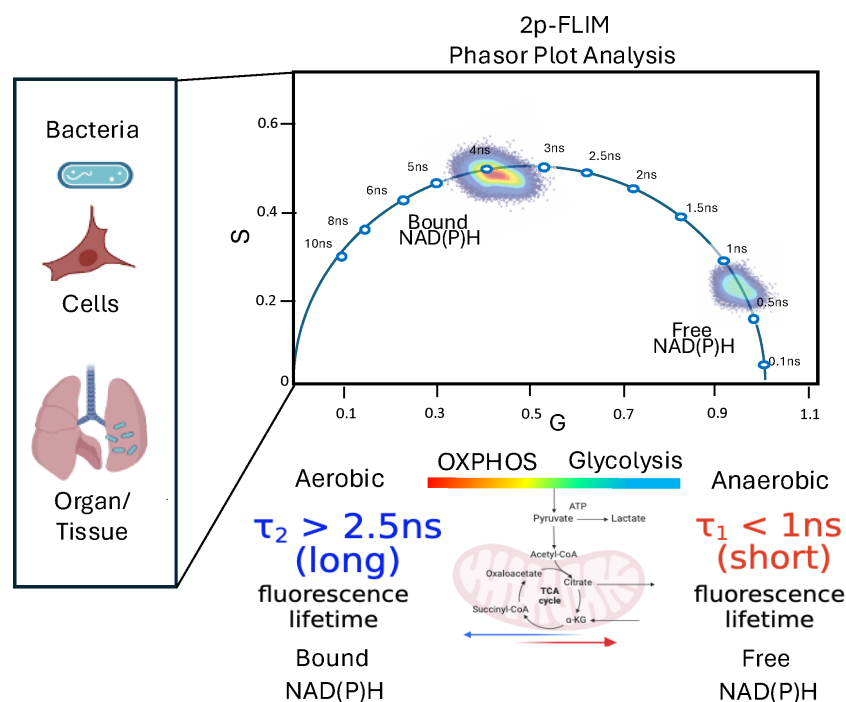 2p-FLIM
Phasor Plot Analysis
Bacteria
Cells
Organ/
Tissue
S
0.6
0.4
0.2
0
10ns
8ns
6ns
5ns
4ns
3ns
2.5ns
2ns
1.5ns
1ns
0.5ns
0.1ns
Bound
NAD(P)H
Free
NAD(P)H
0.1
0.3
0.5
0.7
0.9
1.1
G
Aerobic
OXPHOS
Glycolysis
Anaerobic
τ₂ > 2.5ns
(long)
fluorescence
lifetime
Bound
NAD(P)H
ATP
Pyruvate
Lactate
Acetyl-CoA
Oxaloacetate
Citrate
TCA
cycle
Succinyl-CoA
α-KG
τ₁ < 1ns
(short)
fluorescence
lifetime
Free
NAD(P)H